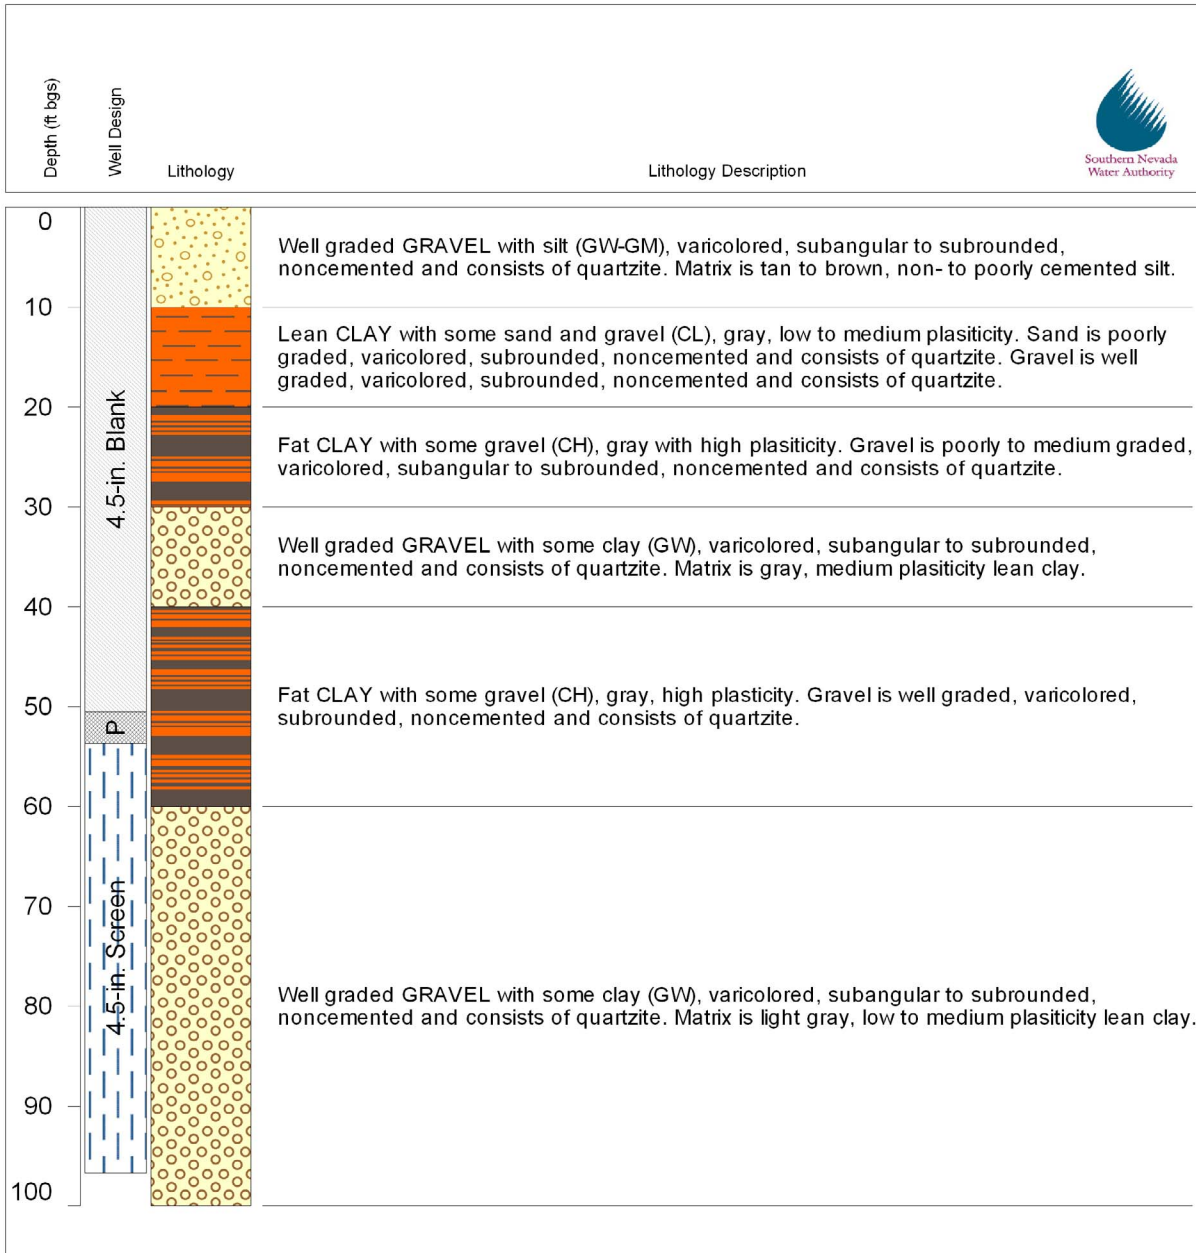 Depth (ft bgs)
Well Design
Lithology
Lithology Description
Southern Nevada
Water Authority
0
Well graded GRAVEL with silt (GW-GM), varicolored, subangular to subrounded,
noncemented and consists of quartzite. Matrix is tan to brown, non- to poorly cemented silt.
10
Lean CLAY with some sand and gravel (CL), gray, low to medium plasiticity. Sand is poorly
graded, varicolored, subrounded, noncemented and consists of quartzite. Gravel is well
graded, varicolored, subrounded, noncemented and consists of quartzite.
20
4.5-in. Blank
Fat CLAY with some gravel (CH), gray with high plasiticity. Gravel is poorly to medium graded,
varicolored, subangular to subrounded, noncemented and consists of quartzite.
30
Well graded GRAVEL with some clay (GW), varicolored, subangular to subrounded,
noncemented and consists of quartzite. Matrix is gray, medium plasiticity lean clay.
40
Fat CLAY with some gravel (CH), gray, high plasticity. Gravel is well graded, varicolored,
subrounded, noncemented and consists of quartzite.
50
P
60
70
4.5-in. Screen
80
Well graded GRAVEL with some clay (GW), varicolored, subangular to subrounded,
noncemented and consists of quartzite. Matrix is light gray, low to medium plasiticity lean clay.
90
100